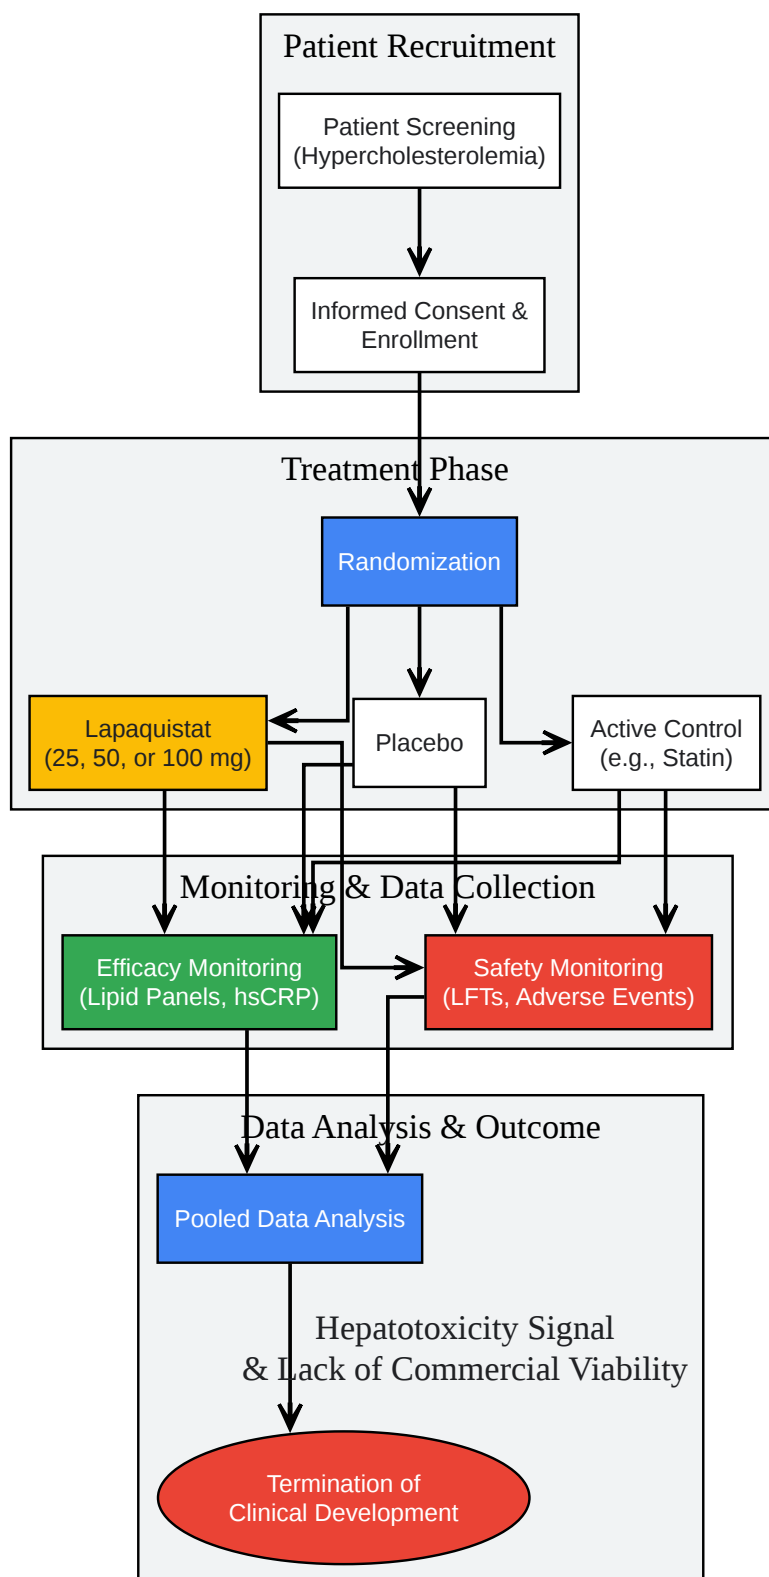 Patient Recruitment
Patient Screening
(Hypercholesterolemia)
Informed Consent &
Enrollment
Treatment Phase
Randomization
Lapaquistat
(25, 50, or 100 mg)
Placebo
Active Control
(e.g., Statin)
Monitoring & Data Collection
Efficacy Monitoring
(Lipid Panels, hsCRP)
Safety Monitoring
(LFTs, Adverse Events)
Data Analysis & Outcome
Pooled Data Analysis
Hepatotoxicity Signal
& Lack of Commercial Viability
Termination of
Clinical Development